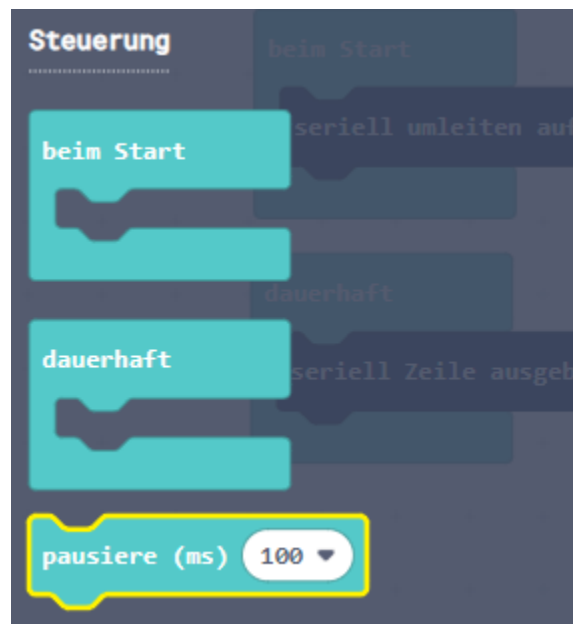 Steuerung
beim Start
beim Start
seriell umleiten auf
dauerhaft
dauerhaft
seriell Zeile ausgeb
pausiere (ms) 100